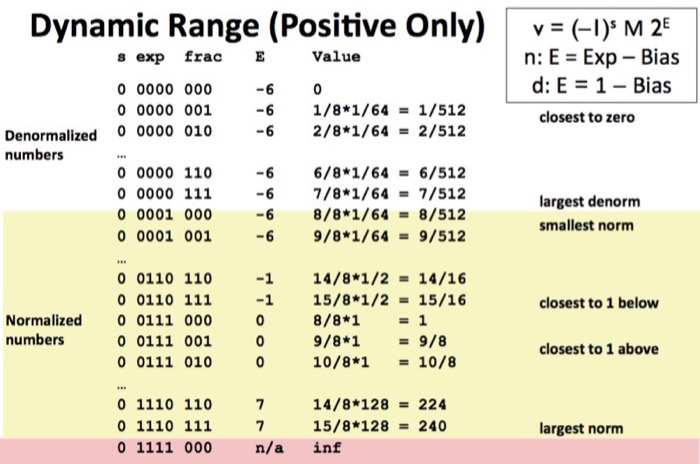 Dynamic Range (Positive Only)
v = (–1)ˢ M 2ᴱ
n: E = Exp – Bias
d: E = 1 – Bias
s exp frac E Value
0 0000 000 -6 0
0 0000 001 -6 1/8*1/64 = 1/512 closest to zero
0 0000 010 -6 2/8*1/64 = 2/512
Denormalized
numbers
…
0 0000 110 -6 6/8*1/64 = 6/512
0 0000 111 -6 7/8*1/64 = 7/512 largest denorm
0 0001 000 -6 8/8*1/64 = 8/512 smallest norm
0 0001 001 -6 9/8*1/64 = 9/512
…
0 0110 110 -1 14/8*1/2 = 14/16
0 0110 111 -1 15/8*1/2 = 15/16 closest to 1 below
Normalized
numbers
0 0111 000 0 8/8*1 = 1
0 0111 001 0 9/8*1 = 9/8 closest to 1 above
0 0111 010 0 10/8*1 = 10/8
…
0 1110 110 7 14/8*128 = 224
0 1110 111 7 15/8*128 = 240 largest norm
0 1111 000 n/a inf